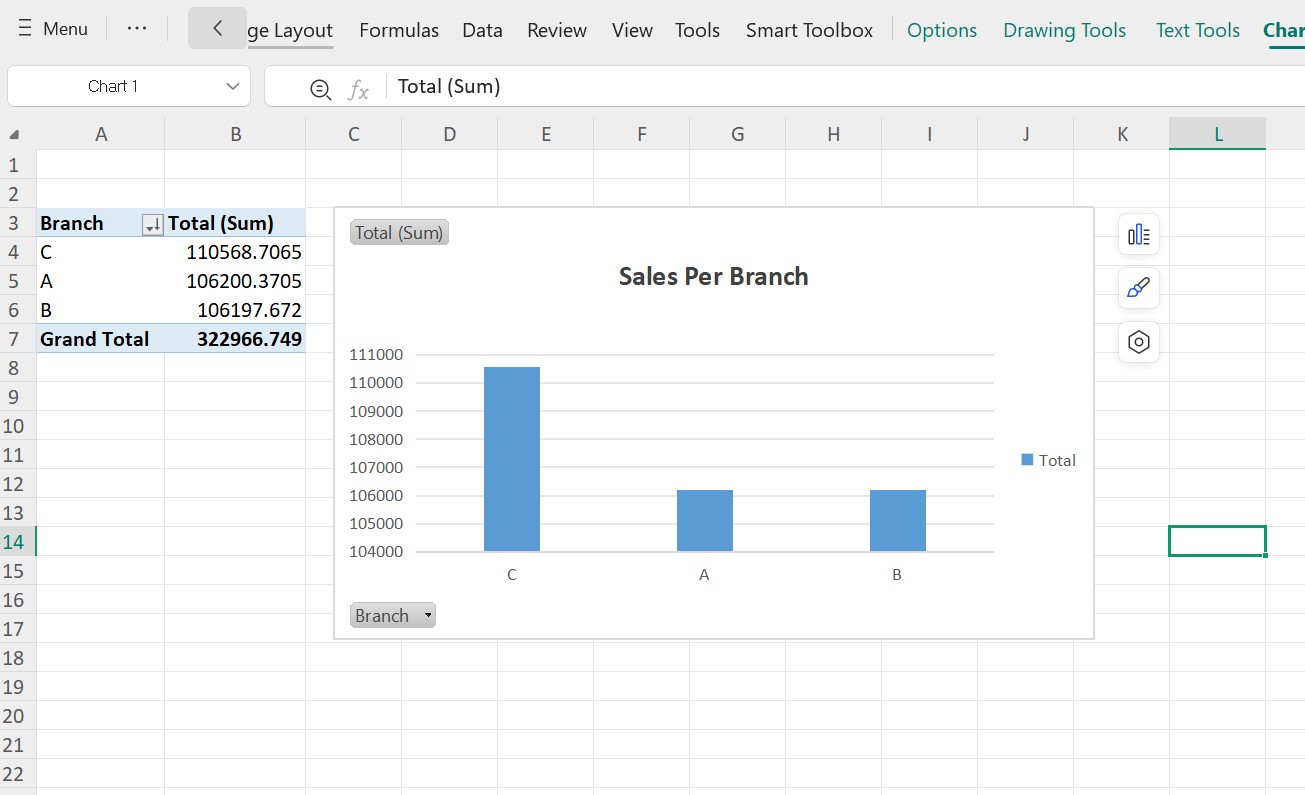 Menu ... ge Layout Formulas Data Review View Tools Smart Toolbox Options Drawing Tools Text Tools
Chart 1 fx Total (Sum)
A B C D E F G H I J K L
1
2
3 Branch Total (Sum)
4 C 110568.7065
5 A 106200.3705
6 B 106197.672
7 Grand Total 322966.749
8
9
10
11
12
13
14
15
16
17
18
19
20
21
22
Total (Sum)
Sales Per Branch
111000
110000
109000
108000
107000
106000
105000
104000
C A B
Total
Branch